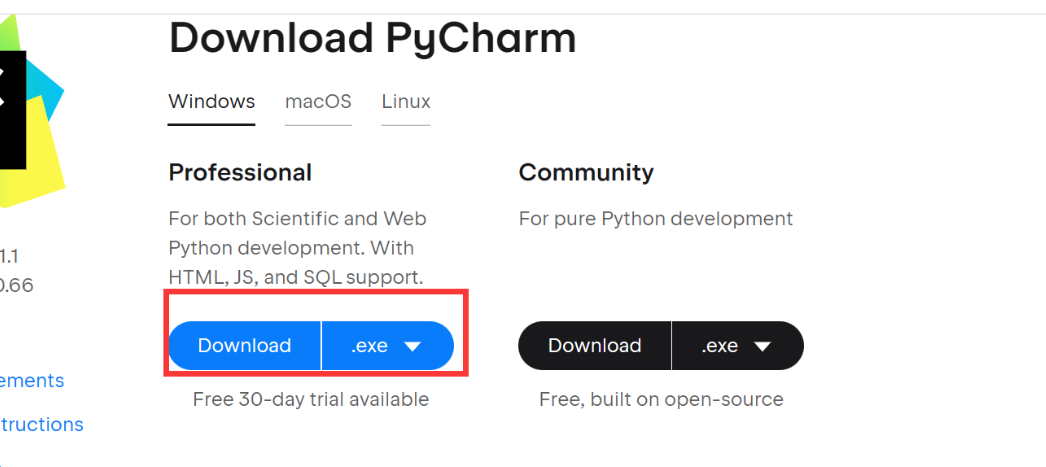 Download PyCharm
Windows macOS Linux
Professional
For both Scientific and Web
Python development. With
HTML, JS, and SQL support.
Download .exe
Free 30-day trial available
Community
For pure Python development
Download .exe
Free, built on open-source
1.1
0.66
ements
tructions